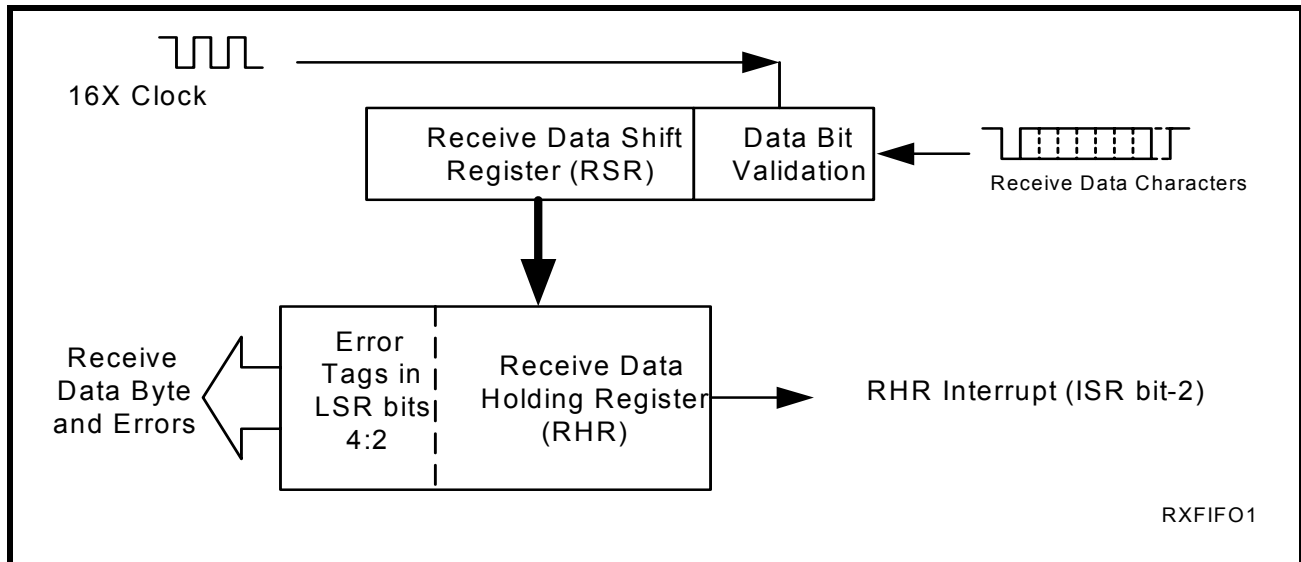 16X Clock
Receive Data Shift
Register (RSR)
Data Bit
Validation
Receive Data Characters
Receive
Data Byte
and Errors
Error
Tags in
LSR bits
4:2
Receive Data
Holding Register
(RHR)
RHR Interrupt (ISR bit-2)
RXFIFO1